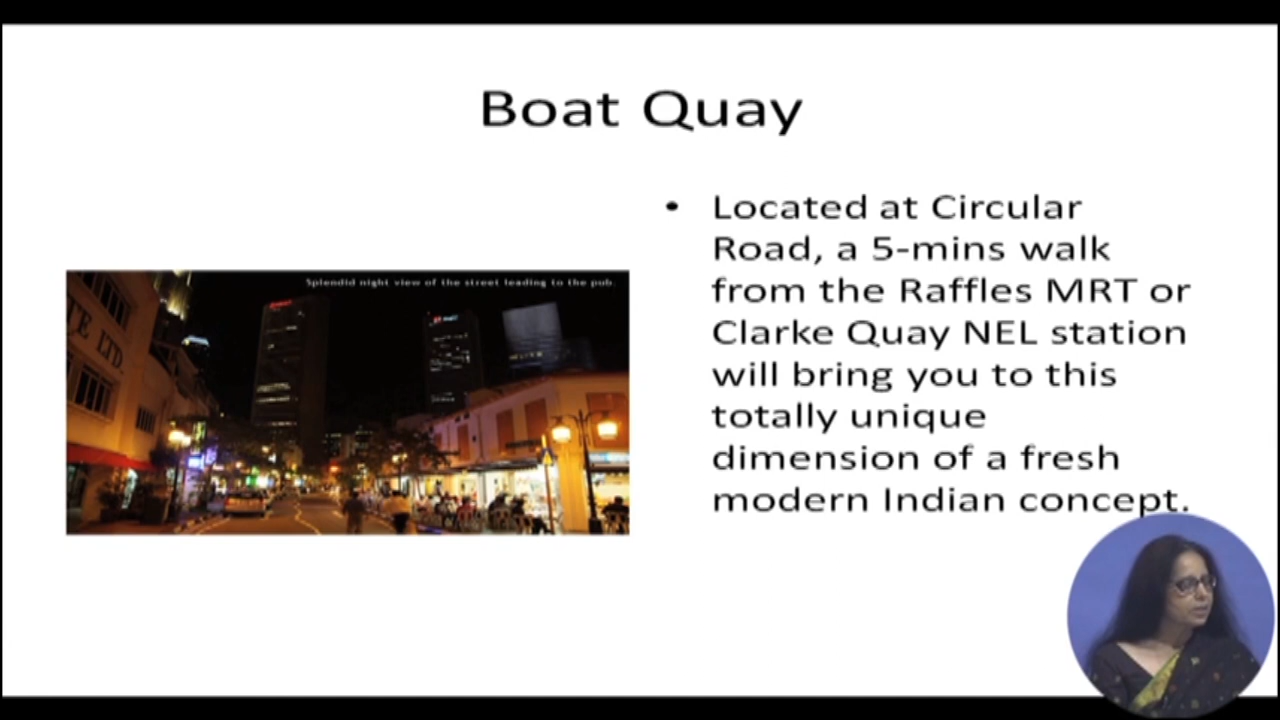 Boat Quay
Splendid night view of the street leading to the pub.
TE LTD.
• Located at Circular
Road, a 5-mins walk
from the Raffles MRT or
Clarke Quay NEL station
will bring you to this
totally unique
dimension of a fresh
modern Indian concept.